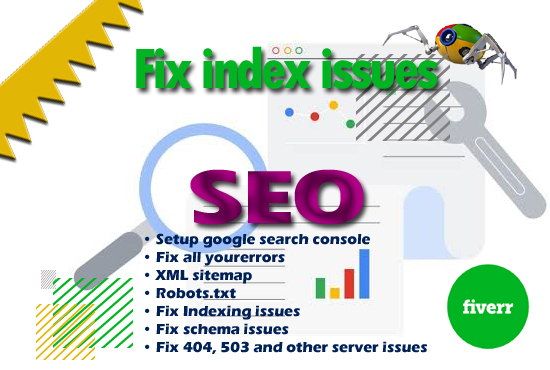 Fix index issues
SEO
• Setup google search console
• Fix all yourerrors
• XML sitemap
• Robots.txt
• Fix Indexing issues
• Fix schema issues
• Fix 404, 503 and other server issues
fiverr